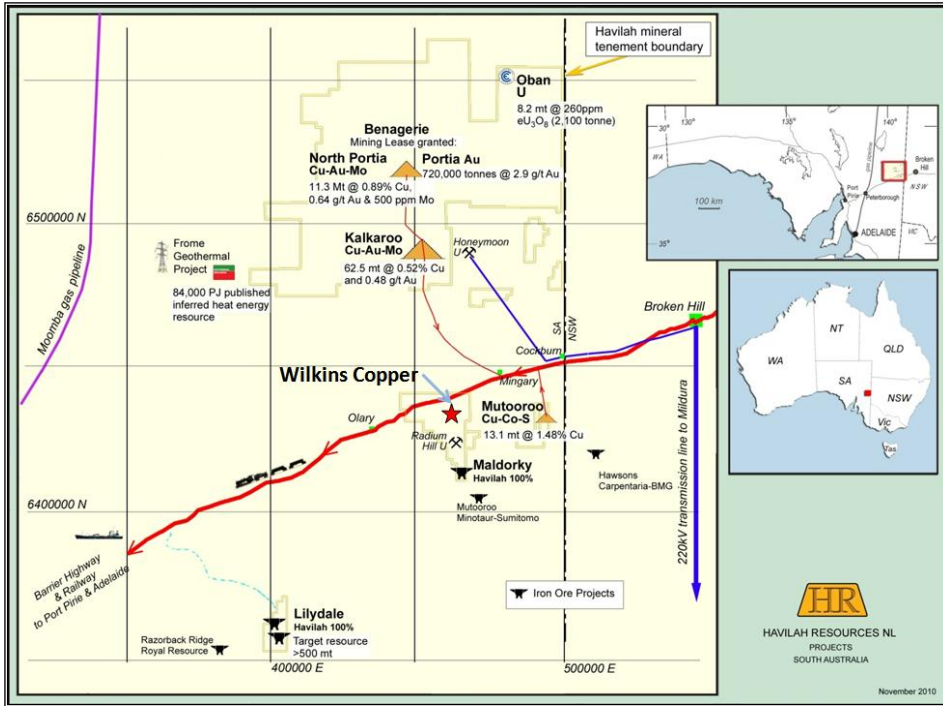 Havilah mineral
tenement boundary
Oban
U
8.2 mt @ 260ppm
eU₃O₈ (2,100 tonne)
Benagerie
Mining Lease granted:
North Portia
Cu-Au-Mo
11.3 Mt @ 0.89% Cu,
0.64 g/t Au & 500 ppm Mo
Portia Au
720,000 tonnes @ 2.9 g/t Au
6500000 N
Kalkaroo
Cu-Au-Mo
62.5 mt @ 0.52% Cu
and 0.48 g/t Au
Honeymoon
U
Frome
Geothermal
Project
84,000 PJ published
inferred heat energy
resource
Moomba gas pipeline
Broken Hill
SA
NSW
Cockburn
Mingary
Wilkins Copper
Olary
Mutooroo
Cu-Co-S
13.1 mt @ 1.48% Cu
Radium
Hill U
Maldorky
Havilah 100%
Mutooroo
Minotaur-Sumitomo
Hawsons
Carpentaria-BMG
220kV transmission line to Mildura
6400000 N
Barrier Highway
& Railway
to Port Pirie & Adelaide
Iron Ore Projects
Lilydale
Havilah 100%
Target resource
>500 mt
Razorback Ridge
Royal Resource
400000 E
500000 E
130°
135°
140°
30°
WA
gas pipeline
Broken
Hill
NSW
100 km
Port
Pirie
Peterborough
ADELAIDE
35°
VIC
WA
NT
QLD
SA
NSW
Vic
Tas
HR
HAVILAH RESOURCES NL
PROJECTS
SOUTH AUSTRALIA
November 2010